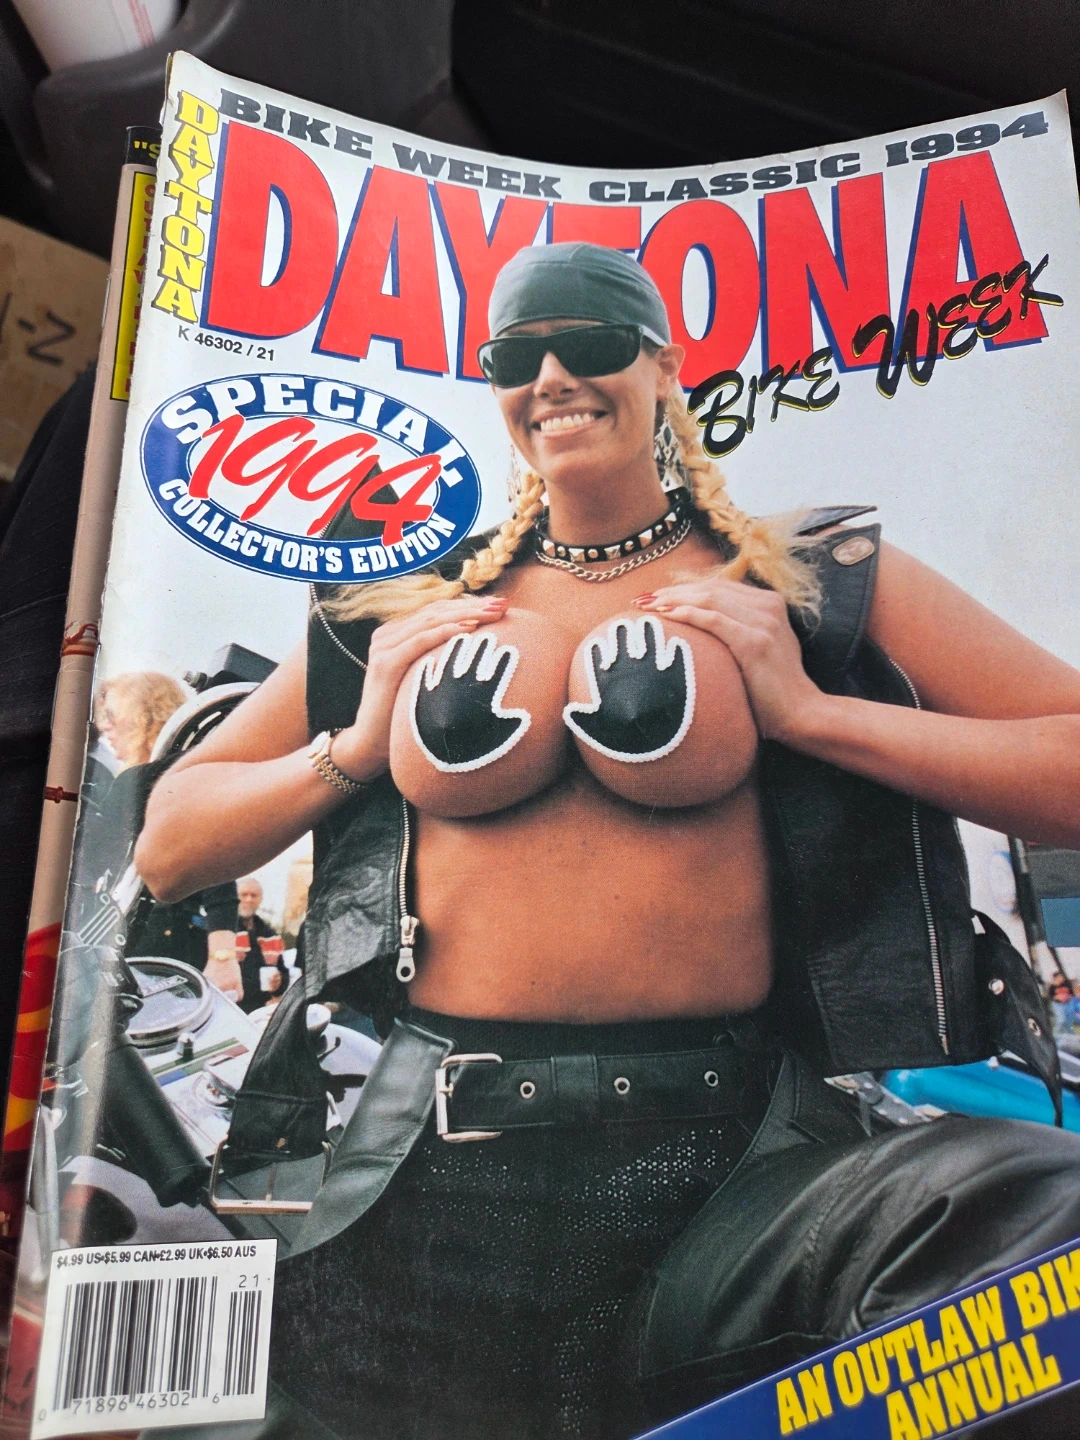 BIKE WEEK CLASSIC 1994
DAYTONA
DAYTONA
BIKE WEEK
K 46302 / 21
SPECIAL
1994
COLLECTOR'S EDITION
$4.99 US•$5.99 CAN•£2.99 UK•$6.50 AUS
21
0 71896 46302 6
AN OUTLAW BIK
ANNUAL